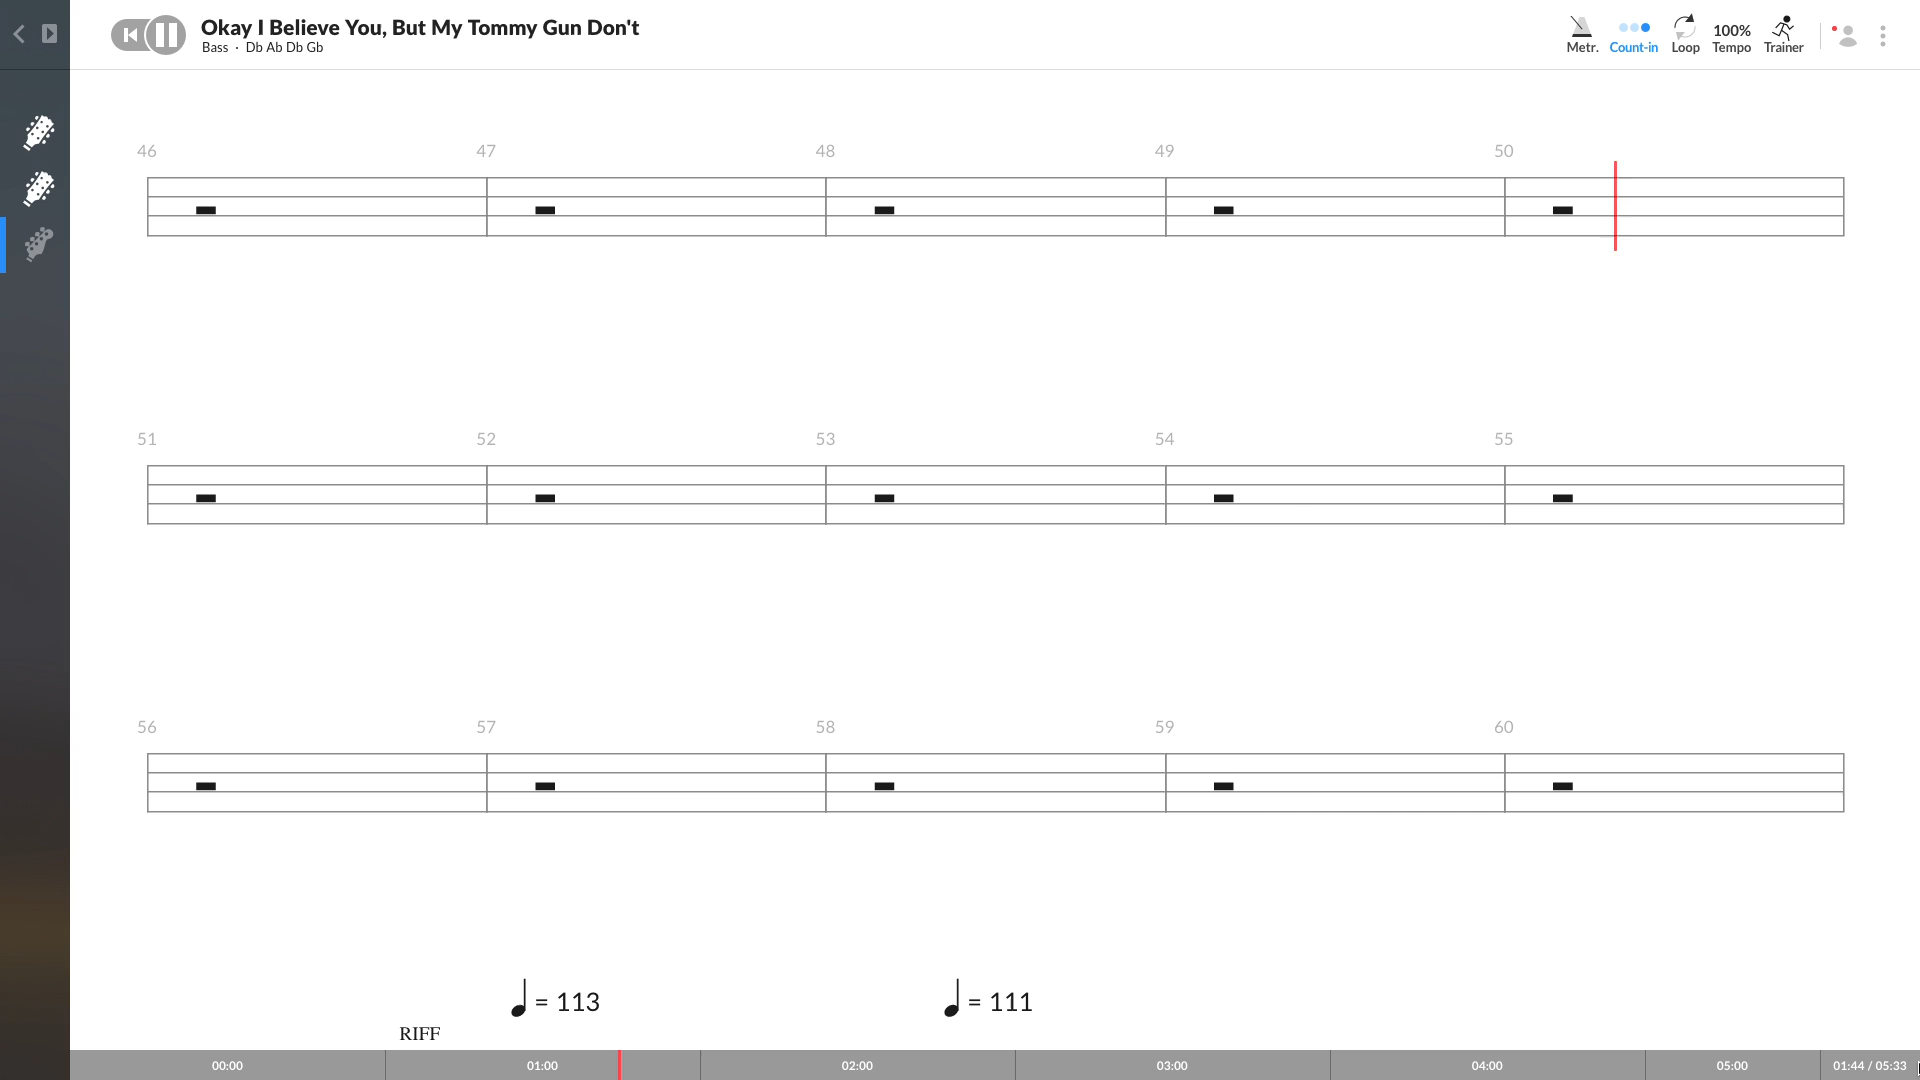 Okay I Believe You, But My Tommy Gun Don't
Bass · Db Ab Db Gb
Metr.
Count-in
Loop
100%
Tempo
Trainer
46 47 48 49 50
51 52 53 54 55
56 57 58 59 60
= 113 = 111
RIFF
00:00 01:00 02:00 03:00 04:00 05:00 01:44 / 05:33